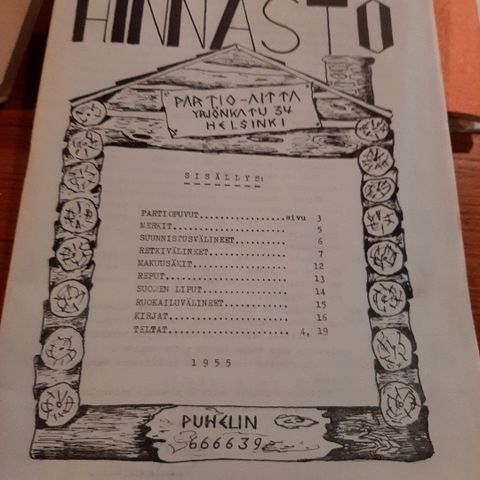 HINNASTO
PARTIO-AITTA
YRJÖNKATU 34
HELSINKI
SISÄLLYS:
PARTIOPUVUT....................sivu 3
MERKIT......................... 5
SUUNNISTUSVÄLINEET............. 6
RETKIVÄLINEET.................. 7
MAKUUSÄKIT..................... 12
REPUT.......................... 13
SUOMEN LIPUT................... 14
RUOKAILUVÄLINEET............... 15
KIRJAT......................... 16
TELTAT......................... 4, 19
1955
PUHELIN
666639